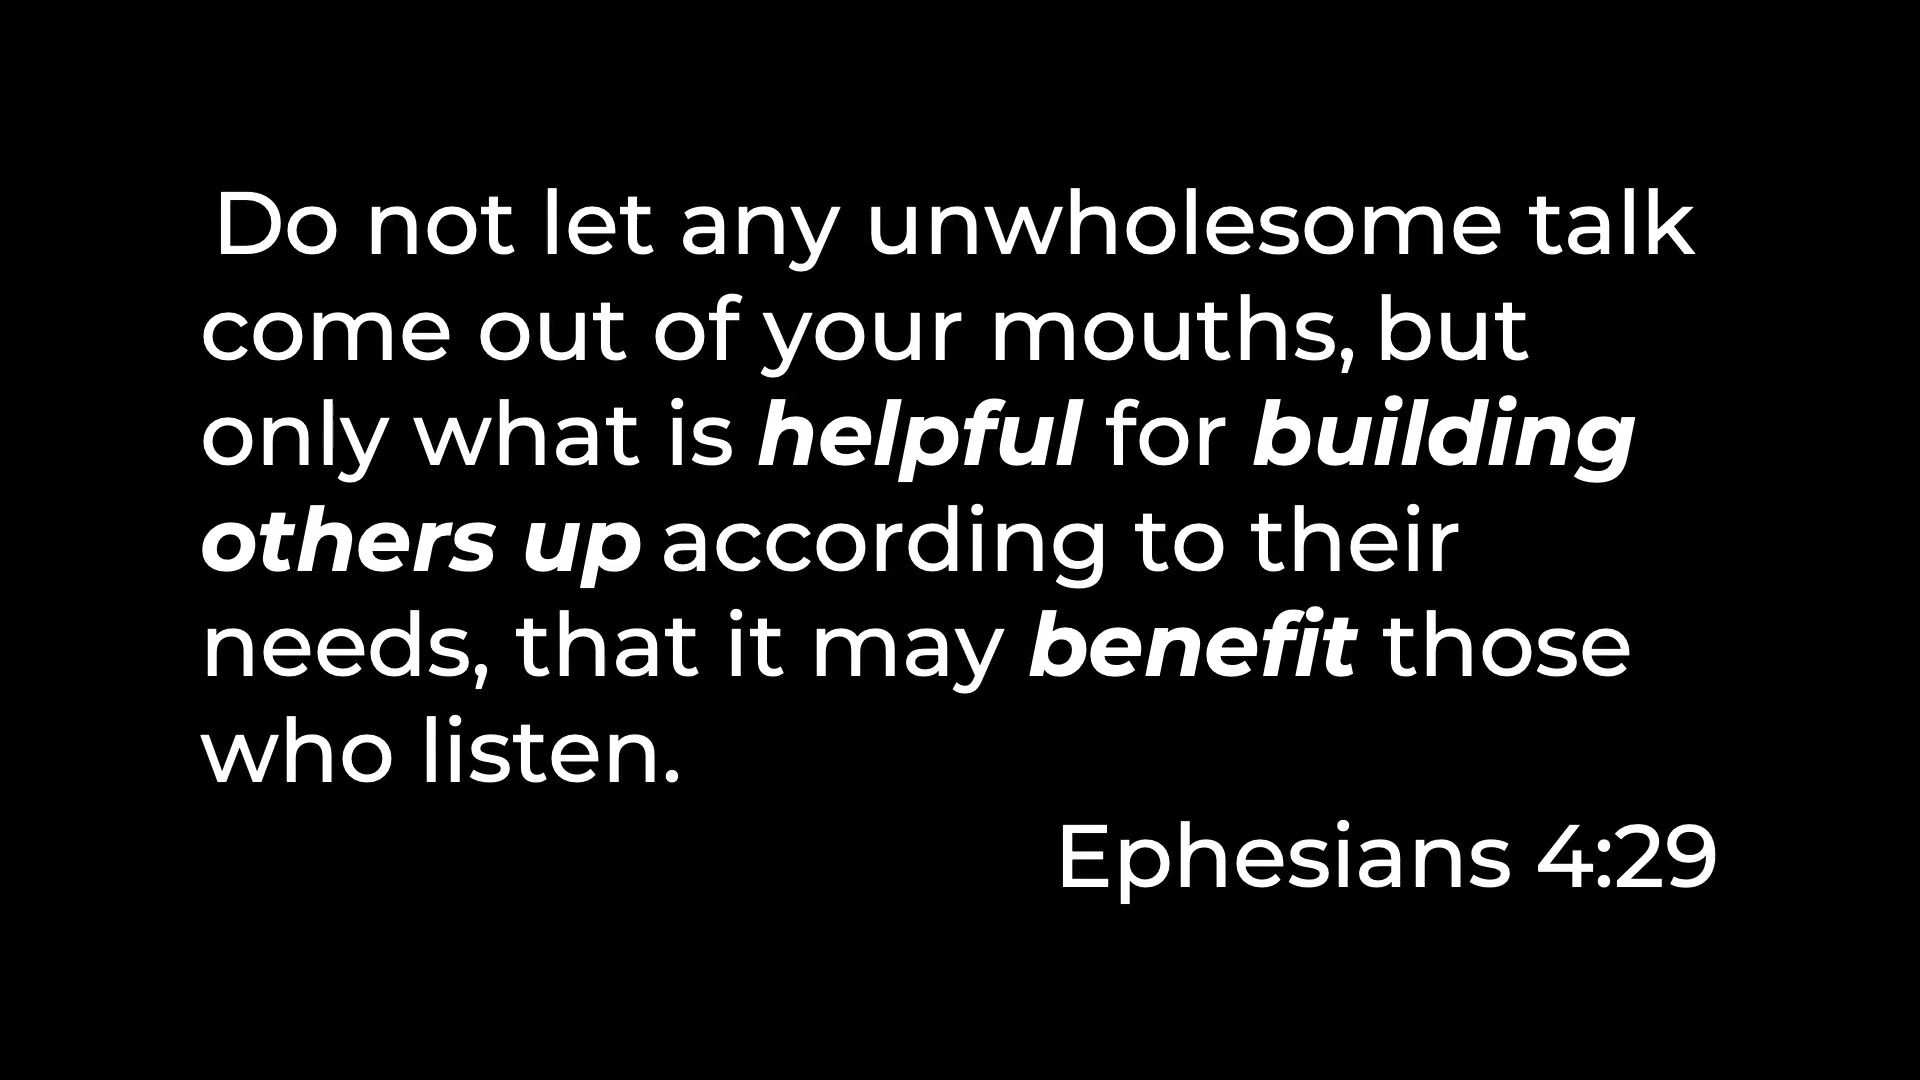 Do not let any unwholesome talk
come out of your mouths, but
only what is helpful for building
others up according to their
needs, that it may benefit those
who listen.
Ephesians 4:29